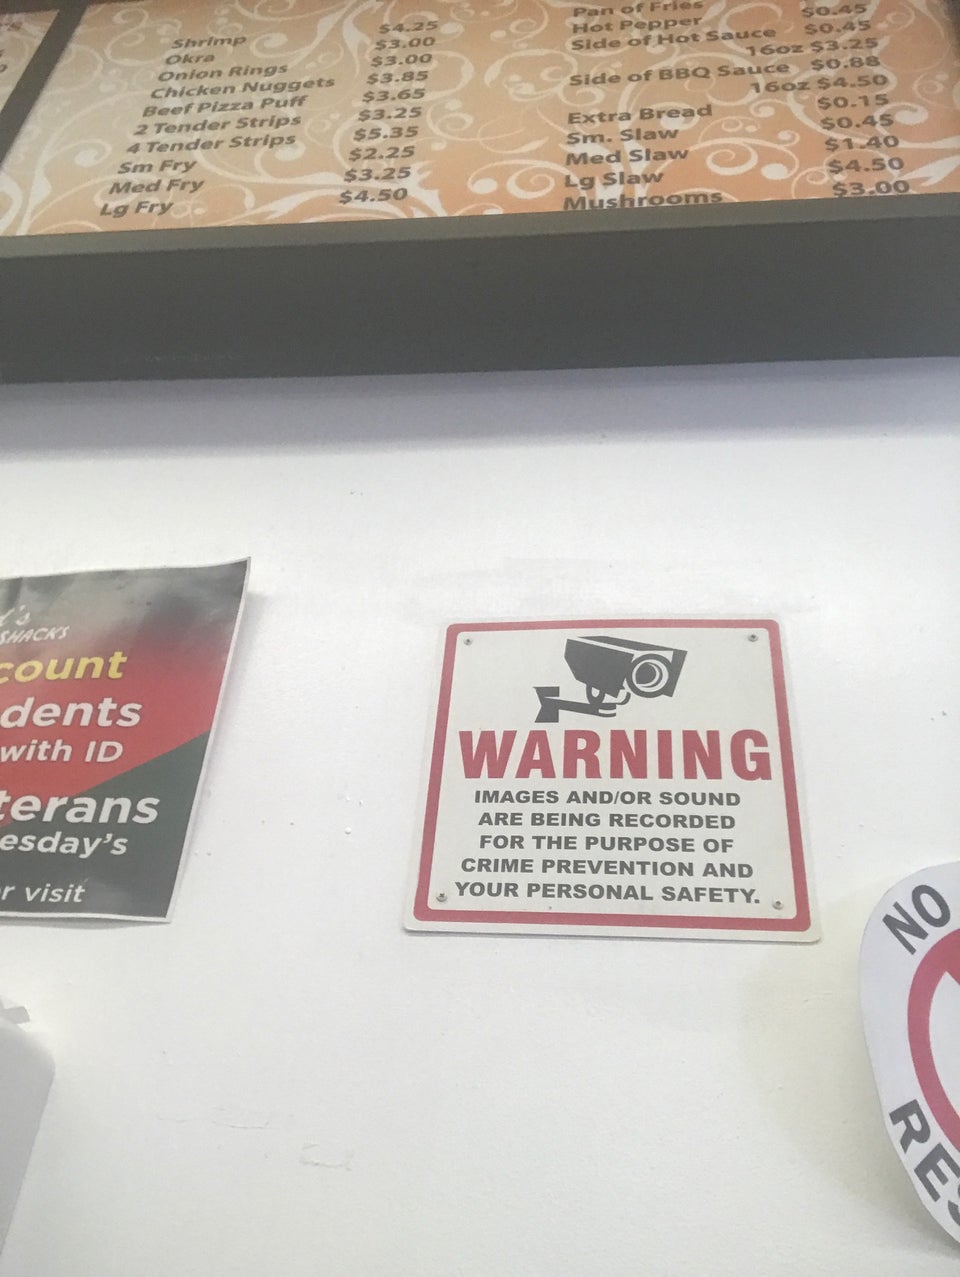 Shrimp $4.25
Okra $3.00
Onion Rings $3.00
Chicken Nuggets $3.85
Beef Pizza Puff $3.65
2 Tender Strips $3.25
4 Tender Strips $5.35
Sm Fry $2.25
Med Fry $3.25
Lg Fry $4.50
Pan of Fries
Hot Pepper $0.45
Side of Hot Sauce $0.45
16oz $3.25
Side of BBQ Sauce $0.88
16oz $4.50
Extra Bread $0.15
Sm. Slaw $0.45
Med Slaw $1.40
Lg Slaw $4.50
Mushrooms $3.00
SHACKS
count
dents
with ID
terans
esday's
r visit
WARNING
IMAGES AND/OR SOUND
ARE BEING RECORDED
FOR THE PURPOSE OF
CRIME PREVENTION AND
YOUR PERSONAL SAFETY.
NO
RES